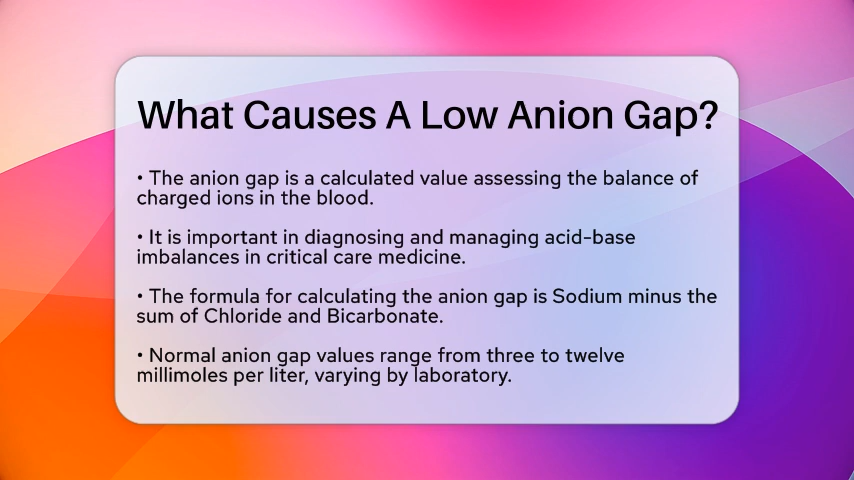 What Causes A Low Anion Gap?
• The anion gap is a calculated value assessing the balance of
charged ions in the blood.
• It is important in diagnosing and managing acid-base
imbalances in critical care medicine.
• The formula for calculating the anion gap is Sodium minus the
sum of Chloride and Bicarbonate.
• Normal anion gap values range from three to twelve
millimoles per liter, varying by laboratory.